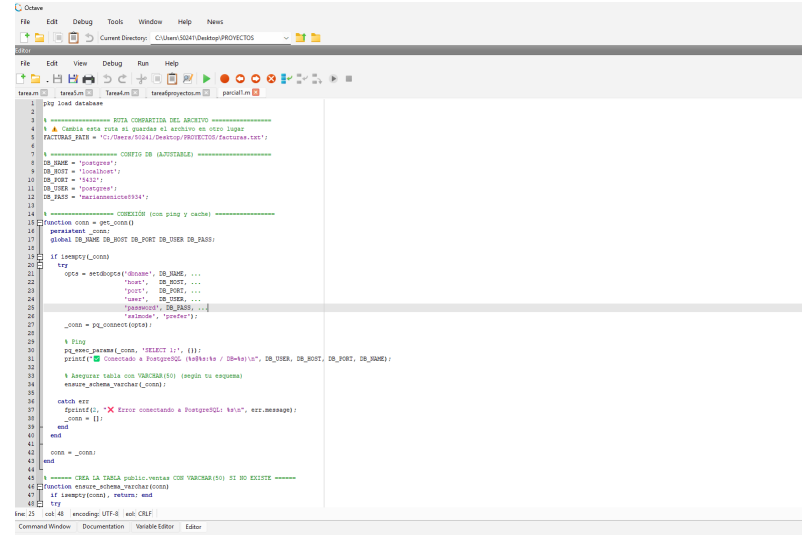 Octave
File Edit Debug Tools Window Help News
Current Directory: C:\Users\50241\Desktop\PROYECTOS
Editor
File Edit View Debug Run Help
tarea.m tarea5.m Tarea4.m tarea6proyectos.m parcial1.m
1 pkg load database
2
3 % ================ RUTA COMPARTIDA DEL ARCHIVO ================
4 % ⚠ Cambia esta ruta si guardas el archivo en otro lugar
5 FACTURAS_PATH = 'C:/Users/50241/Desktop/PROYECTOS/facturas.txt';
6
7 % ================== CONFIG DB (AJUSTABLE) ====================
8 DB_NAME = 'postgres';
9 DB_HOST = 'localhost';
10 DB_PORT = '5432';
11 DB_USER = 'postgres';
12 DB_PASS = 'mariannenicte8934';
13
14 % ================= CONEXIÓN (con ping y cache) ================
15 function conn = get_conn()
16 persistent _conn;
17 global DB_NAME DB_HOST DB_PORT DB_USER DB_PASS;
18
19 if isempty(_conn)
20 try
21 opts = setdbopts('dbname', DB_NAME, ...
22 'host', DB_HOST, ...
23 'port', DB_PORT, ...
24 'user', DB_USER, ...
25 'password', DB_PASS, ...
26 'sslmode', 'prefer');
27 _conn = pq_connect(opts);
28
29 % Ping
30 pq_exec_params(_conn, 'SELECT 1;', {});
31 printf("✅ Conectado a PostgreSQL (%s@%s:%s / DB=%s)\n", DB_USER, DB_HOST, DB_PORT, DB_NAME);
32
33 % Asegurar tabla con VARCHAR(50) (según tu esquema)
34 ensure_schema_varchar(_conn);
35
36 catch err
37 fprintf(2, "❌ Error conectando a PostgreSQL: %s\n", err.message);
38 _conn = [];
39 end
40 end
41
42 conn = _conn;
43 end
44
45 % ====== CREA LA TABLA public.ventas CON VARCHAR(50) SI NO EXISTE ======
46 function ensure_schema_varchar(conn)
47 if isempty(conn), return; end
48 try
line: 25 col: 48 encoding: UTF-8 eol: CRLF
Command Window Documentation Variable Editor Editor